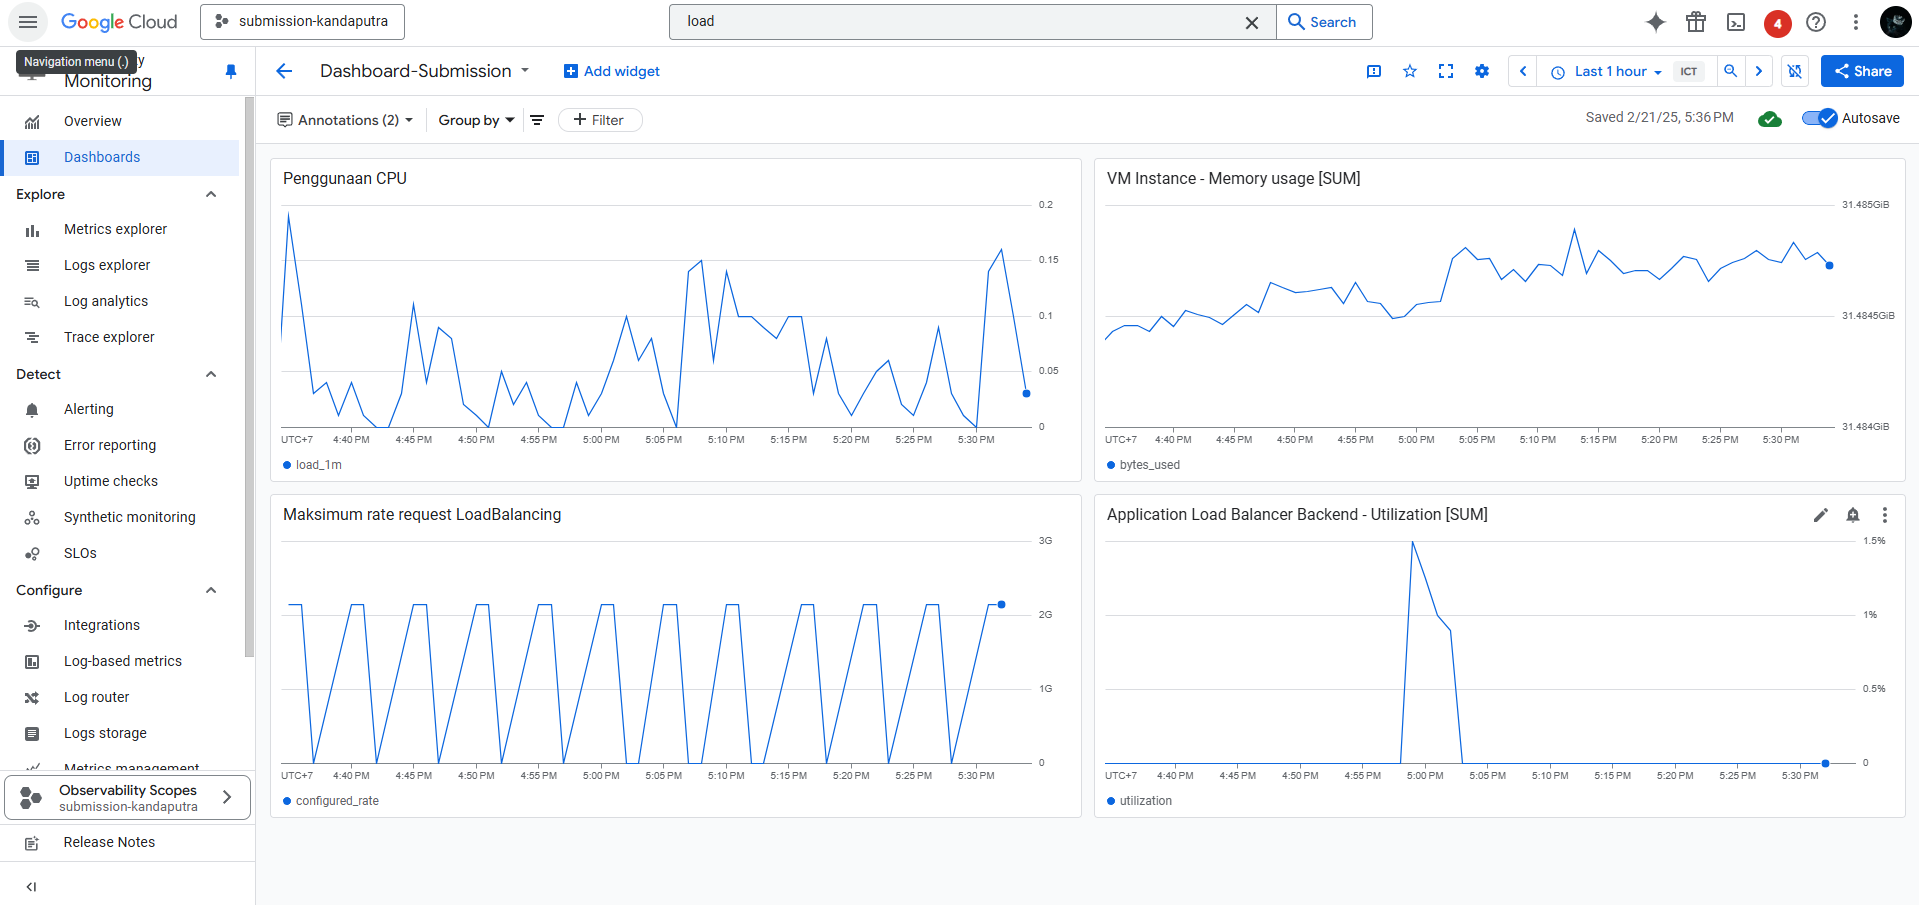 Google Cloud
submission-kandaputra
load
Search
4
Navigation menu (.)
Monitoring
Dashboard-Submission
Add widget
Last 1 hour
ICT
Share
Overview
Dashboards
Explore
Metrics explorer
Logs explorer
Log analytics
Trace explorer
Detect
Alerting
Error reporting
Uptime checks
Synthetic monitoring
SLOs
Configure
Integrations
Log-based metrics
Log router
Logs storage
Metrics management
Observability Scopes
submission-kandaputra
Release Notes
Annotations (2)
Group by
Filter
Saved 2/21/25, 5:36 PM
Autosave
Penggunaan CPU
0.2
0.15
0.1
0.05
0
UTC+7 4:40 PM 4:45 PM 4:50 PM 4:55 PM 5:00 PM 5:05 PM 5:10 PM 5:15 PM 5:20 PM 5:25 PM 5:30 PM
load_1m
VM Instance - Memory usage [SUM]
31.485GiB
31.4845GiB
31.484GiB
UTC+7 4:40 PM 4:45 PM 4:50 PM 4:55 PM 5:00 PM 5:05 PM 5:10 PM 5:15 PM 5:20 PM 5:25 PM 5:30 PM
bytes_used
Maksimum rate request LoadBalancing
3G
2G
1G
0
UTC+7 4:40 PM 4:45 PM 4:50 PM 4:55 PM 5:00 PM 5:05 PM 5:10 PM 5:15 PM 5:20 PM 5:25 PM 5:30 PM
configured_rate
Application Load Balancer Backend - Utilization [SUM]
1.5%
1%
0.5%
0
UTC+7 4:40 PM 4:45 PM 4:50 PM 4:55 PM 5:00 PM 5:05 PM 5:10 PM 5:15 PM 5:20 PM 5:25 PM 5:30 PM
utilization